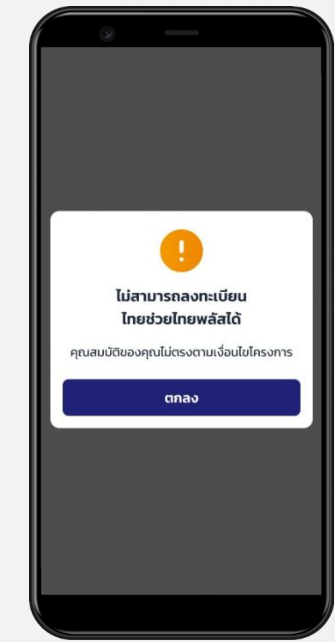 !
ไม่สามารถลงทะเบียน
ไทยช่วยไทยพลัสได้
คุณสมบัติของคุณไม่ตรงตามเงื่อนไขโครงการ
ตกลง